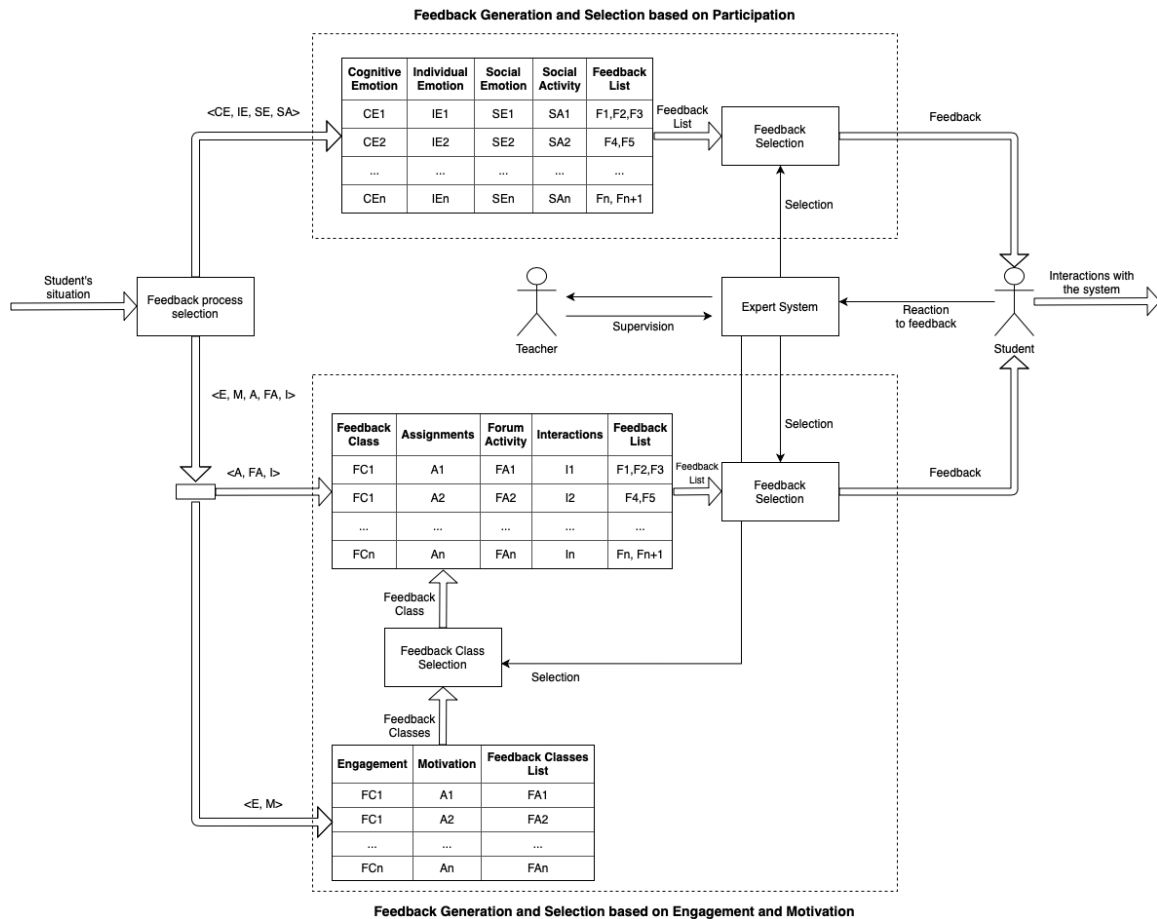 Feedback Generation and Selection based on Participation
Cognitive Emotion Individual Emotion Social Emotion Social Activity Feedback List
CE1 IE1 SE1 SA1 F1,F2,F3
CE2 IE2 SE2 SA2 F4,F5
... ... ... ... ...
CEn IEn SEn SAn Fn, Fn+1
<CE, IE, SE, SA>
Feedback
List
Feedback
Selection
Feedback
Selection
Student's
situation
Feedback process
selection
Teacher
Supervision
Expert System
Reaction
to feedback
Student
Interactions with
the system
<E, M, A, FA, I>
<A, FA, I>
Feedback Class Assignments Forum Activity Interactions Feedback List
FC1 A1 FA1 I1 F1,F2,F3
FC1 A2 FA2 I2 F4,F5
... ... ... ... ...
FCn An FAn In Fn, Fn+1
Feedback
List
Selection
Feedback
Selection
Feedback
Feedback
Class
Feedback Class
Selection
Selection
Feedback
Classes
<E, M>
Engagement Motivation Feedback Classes List
FC1 A1 FA1
FC1 A2 FA2
... ... ...
FCn An FAn
Feedback Generation and Selection based on Engagement and Motivation